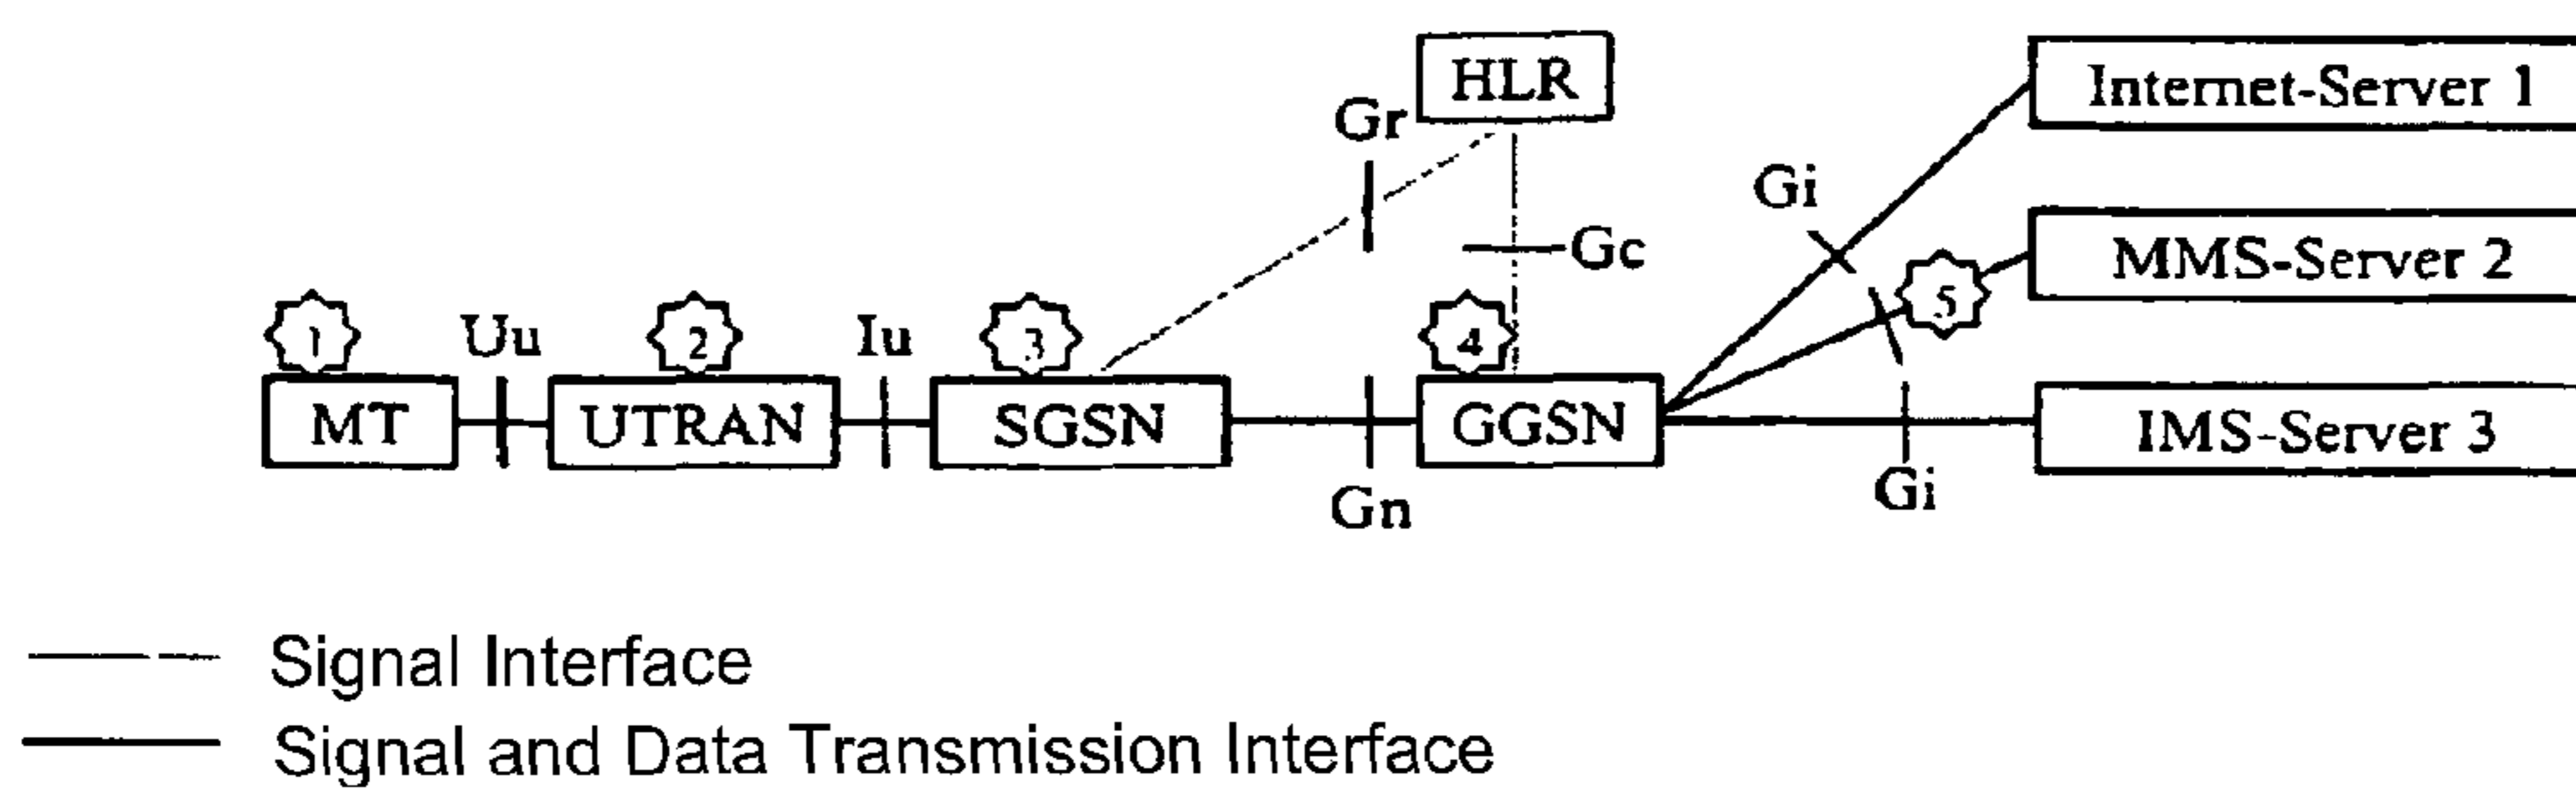 HLR
Internet-Server 1
Gr
Gi
MMS-Server 2
Gc
5
1
Uu
2
Iu
3
4
MT
UTRAN
SGSN
GGSN
IMS-Server 3
Gn
Gi
Signal Interface
Signal and Data Transmission Interface